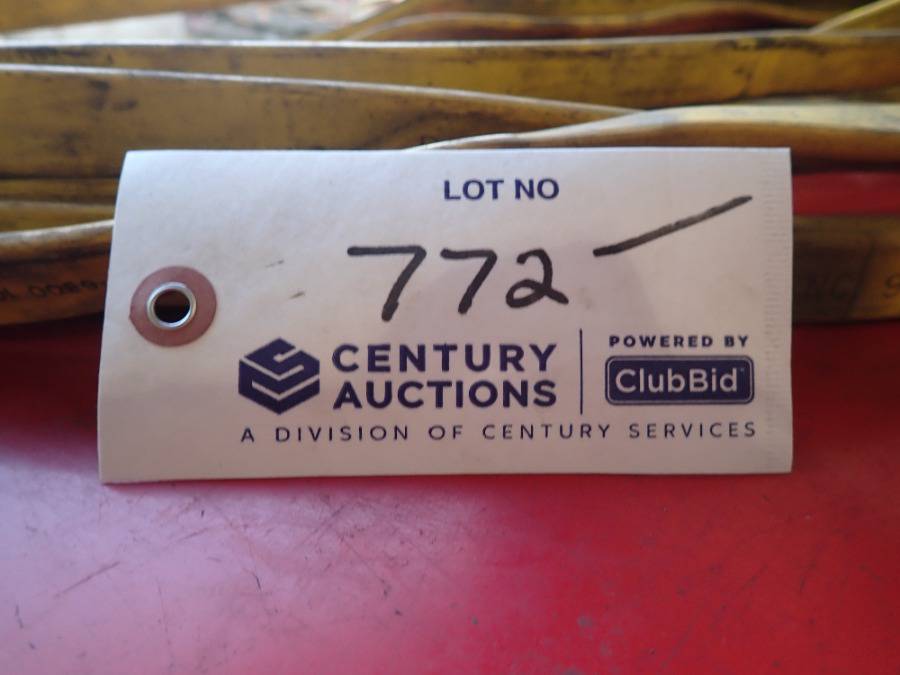 LOT NO
772 —
CENTURY
AUCTIONS
POWERED BY
ClubBid
A DIVISION OF CENTURY SERVICES